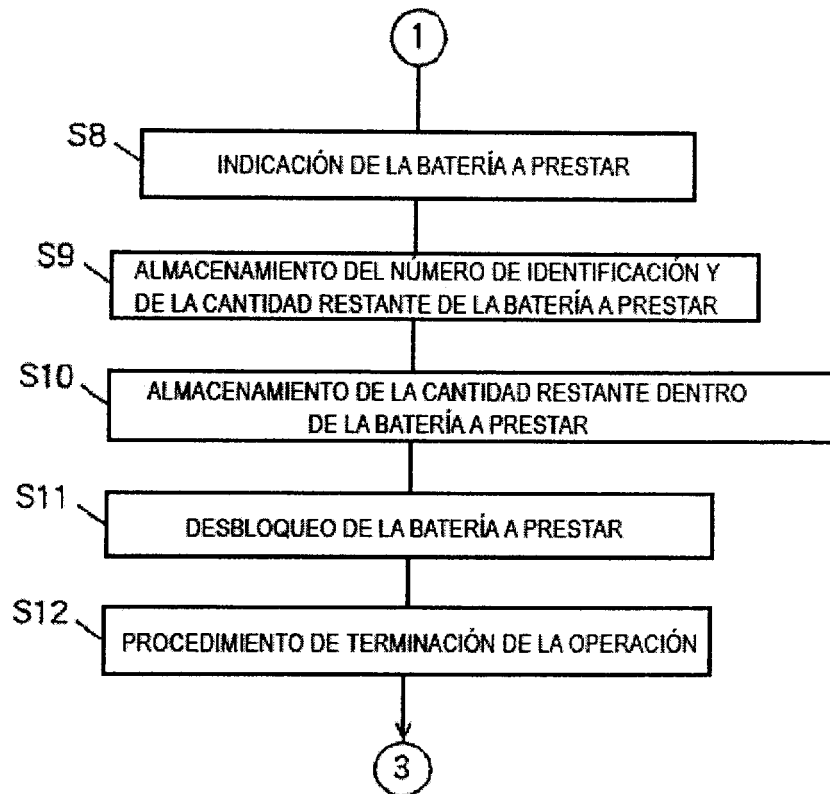 1
S8
INDICACIÓN DE LA BATERÍA A PRESTAR
S9
ALMACENAMIENTO DEL NÚMERO DE IDENTIFICACIÓN Y
DE LA CANTIDAD RESTANTE DE LA BATERÍA A PRESTAR
S10
ALMACENAMIENTO DE LA CANTIDAD RESTANTE DENTRO
DE LA BATERÍA A PRESTAR
S11
DESBLOQUEO DE LA BATERÍA A PRESTAR
S12
PROCEDIMIENTO DE TERMINACIÓN DE LA OPERACIÓN
3